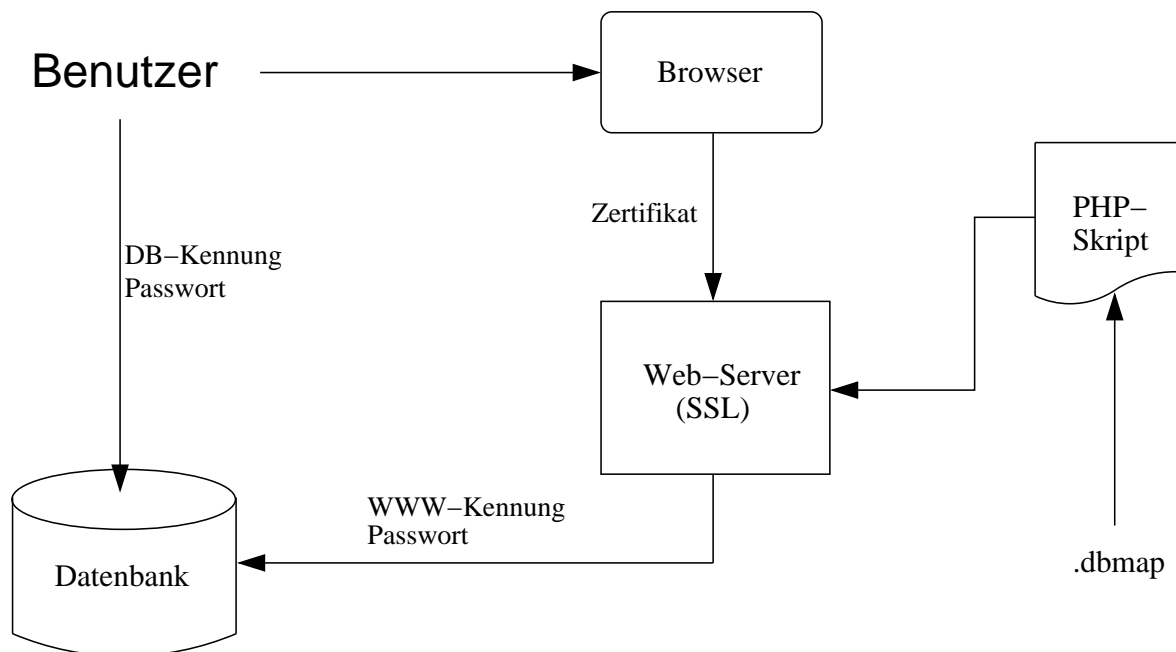 Benutzer
Browser
Zertifikat
PHP–
Skript
DB–Kennung
Passwort
Web–Server
(SSL)
WWW–Kennung
Passwort
Datenbank
.dbmap